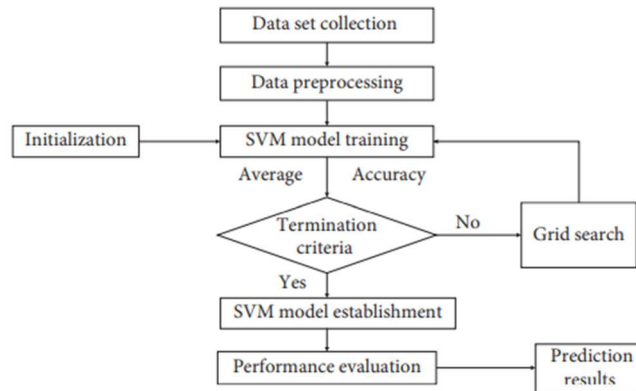 Data set collection
Data preprocessing
Initialization
SVM model training
Average Accuracy
Termination
criteria
No
Grid search
Yes
SVM model establishment
Performance evaluation
Prediction
results